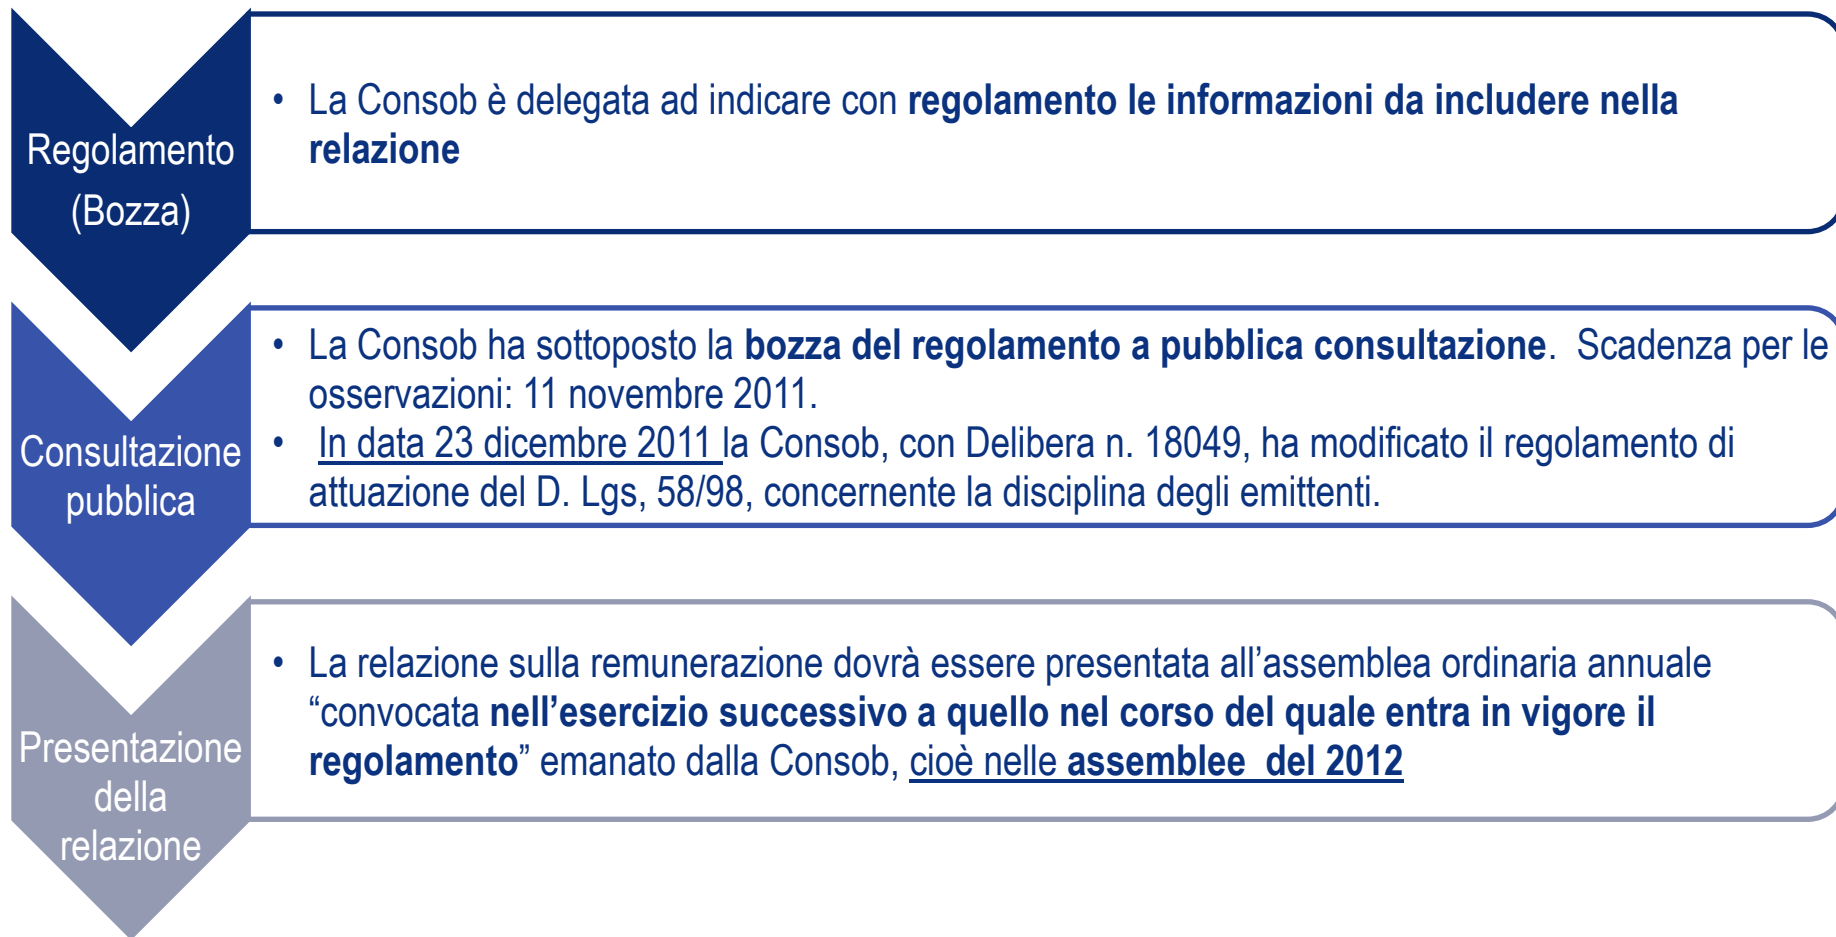 Regolamento
(Bozza)
• La Consob è delegata ad indicare con regolamento le informazioni da includere nella
relazione
Consultazione
pubblica
• La Consob ha sottoposto la bozza del regolamento a pubblica consultazione.  Scadenza per le
osservazioni: 11 novembre 2011.
• In data 23 dicembre 2011 la Consob, con Delibera n. 18049, ha modificato il regolamento di
attuazione del D. Lgs, 58/98, concernente la disciplina degli emittenti.
Presentazione
della
relazione
• La relazione sulla remunerazione dovrà essere presentata all’assemblea ordinaria annuale
“convocata nell’esercizio successivo a quello nel corso del quale entra in vigore il
regolamento” emanato dalla Consob, cioè nelle assemblee  del 2012